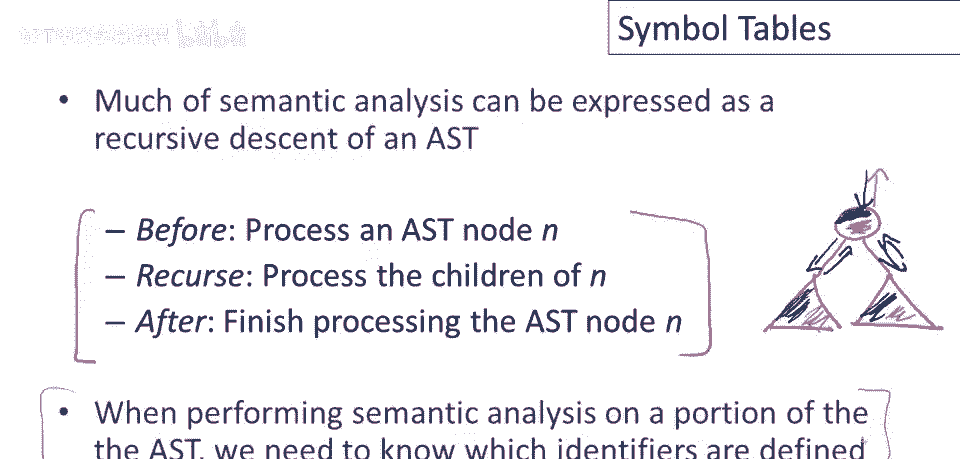 Symbol Tables
• Much of semantic analysis can be expressed as a
recursive descent of an AST
– Before: Process an AST node n
– Recurse: Process the children of n
– After: Finish processing the AST node n
• When performing semantic analysis on a portion of the
the AST, we need to know which identifiers are defined